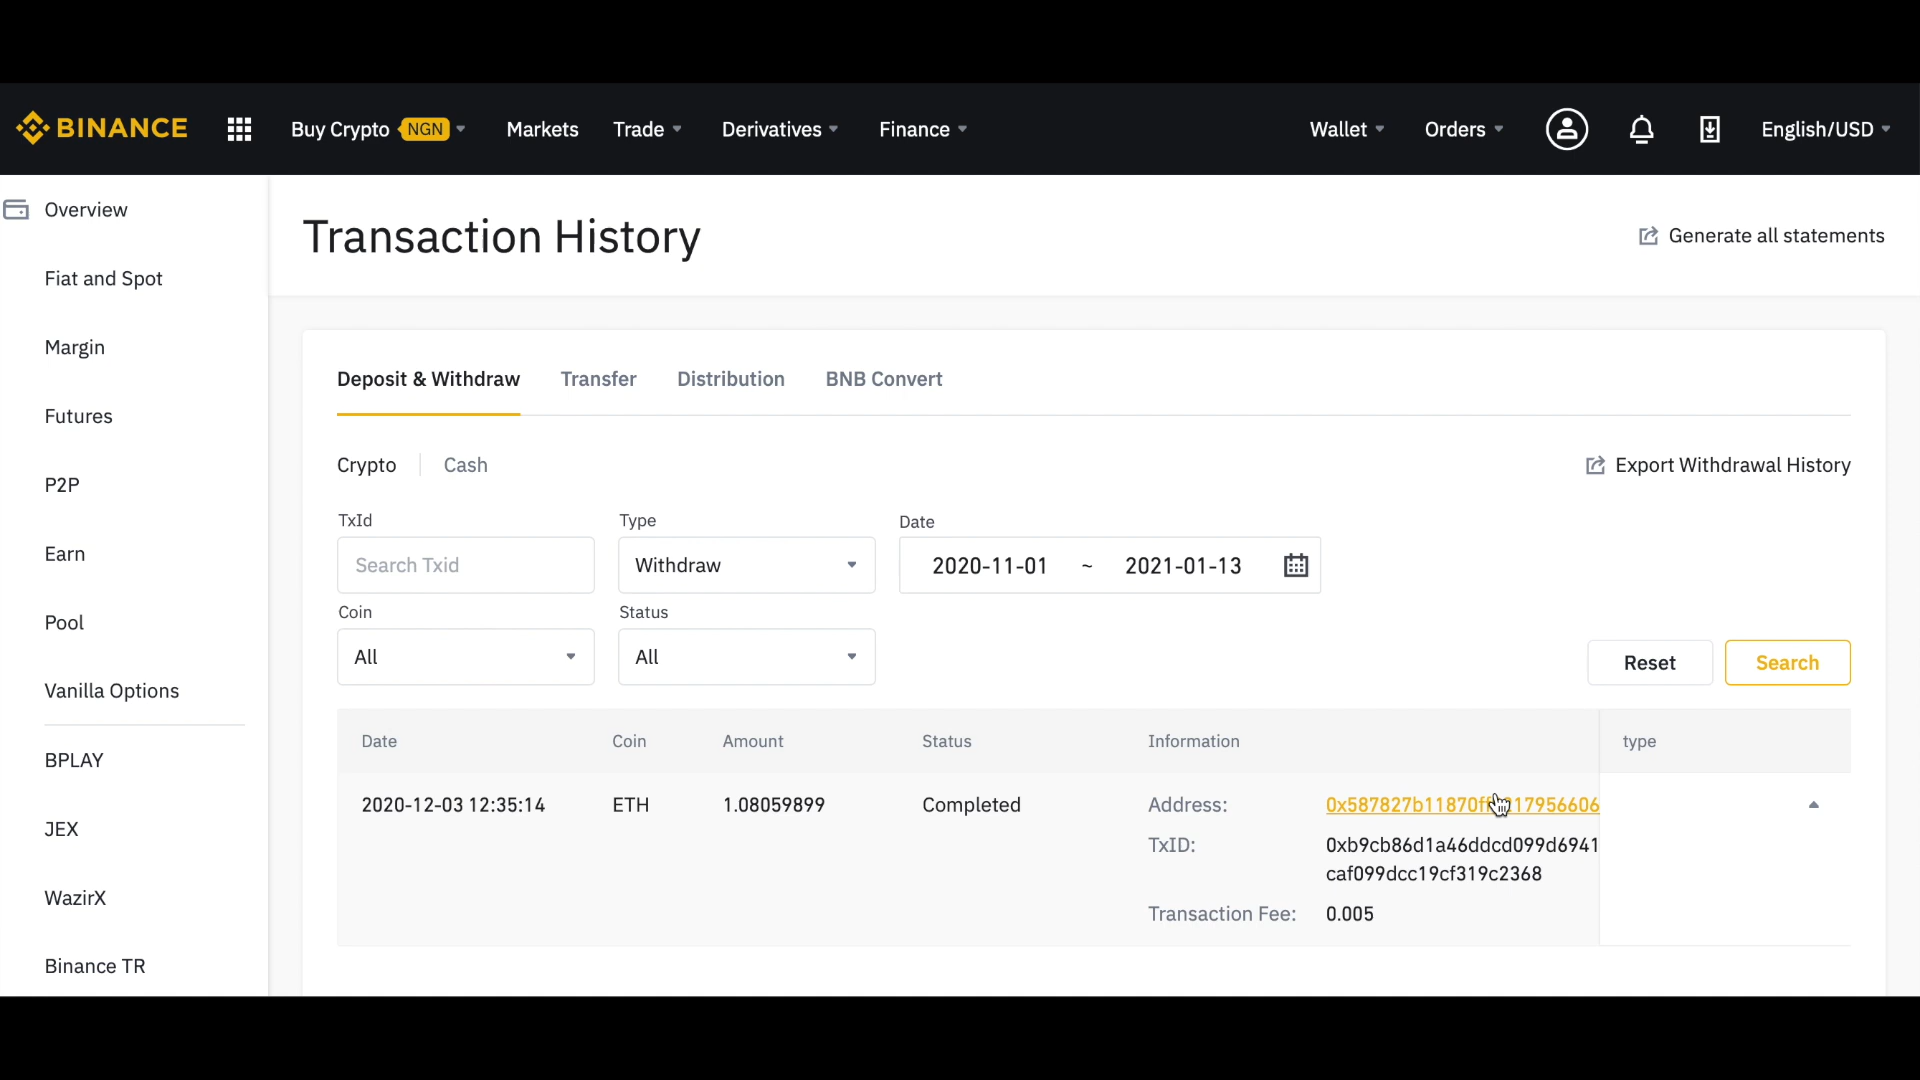 BINANCE
Buy Crypto NGN Markets Trade Derivatives Finance Wallet Orders English/USD
Overview
Fiat and Spot
Margin
Futures
P2P
Earn
Pool
Vanilla Options
BPLAY
JEX
WazirX
Binance TR
Transaction History
Generate all statements
Deposit & Withdraw Transfer Distribution BNB Convert
Crypto Cash
Export Withdrawal History
TxId Type Date
Search Txid Withdraw 2020-11-01 ~ 2021-01-13
Coin Status
All All
Reset Search
Date Coin Amount Status Information type
2020-12-03 12:35:14 ETH 1.08059899 Completed Address:
TxID: 0xb9cb86d1a46ddcd099d6941
caf099dcc19cf319c2368
Transaction Fee: 0.005